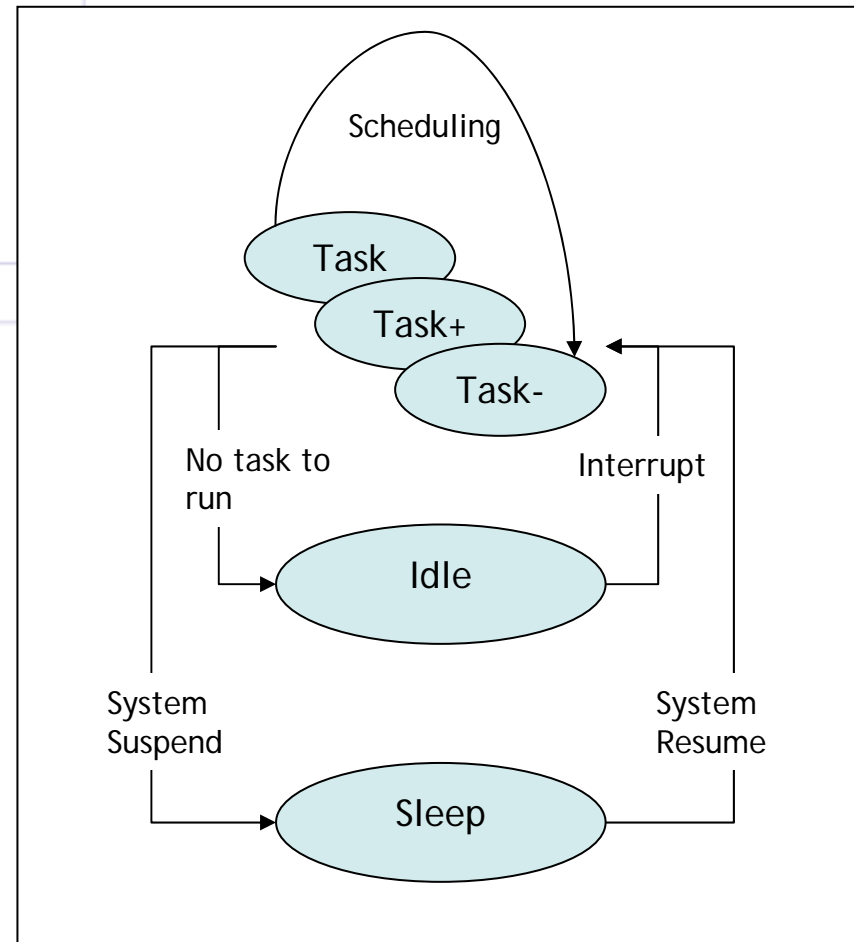 Scheduling
Task
Task+
Task-
No task to
run
Interrupt
Idle
System
Suspend
System
Resume
Sleep